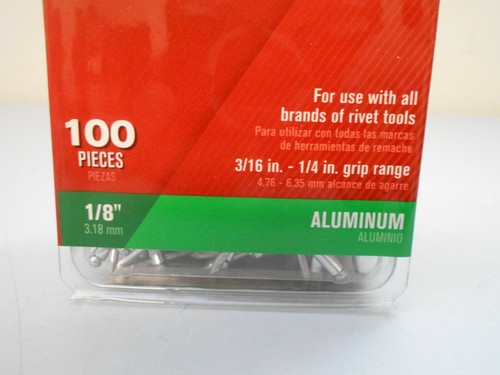 For use with all
brands of rivet tools
Para utilizar con todas las marcas
de herramientas de remache
3/16 in. - 1/4 in. grip range
4.76 - 6.35 mm alcance de agarre
100
PIECES
PIEZAS
1/8"
3.18 mm
ALUMINUM
ALUMINIO